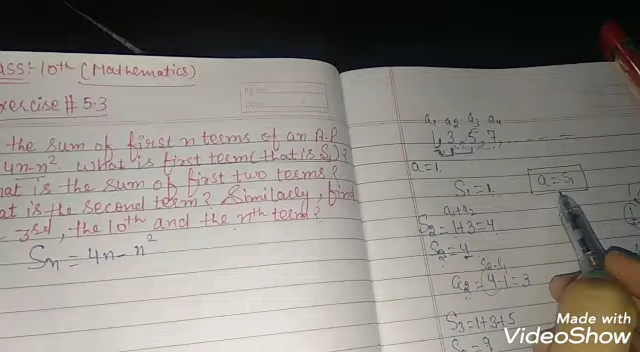 ass:- 10th (Mathematics)
xercise # 5.3
the sum of first n terms of an A.P
4n-n². What is first term (that is S₁)?
hat is the sum of first two terms?
at is the second term? Similarly, find
3rd, the 10th and the nth term?
Sₙ = 4n - n²
a₁ a₂ a₃ a₄
1, 3, 5, 7,
a=1.
S₁=1.
a=S₁
a₁+a₂
S₂=1+3=4
S₂=4
S₂-S₁
a₂=4-1=3
S₃=1+3+5
S₃=9
Made with
VideoShow